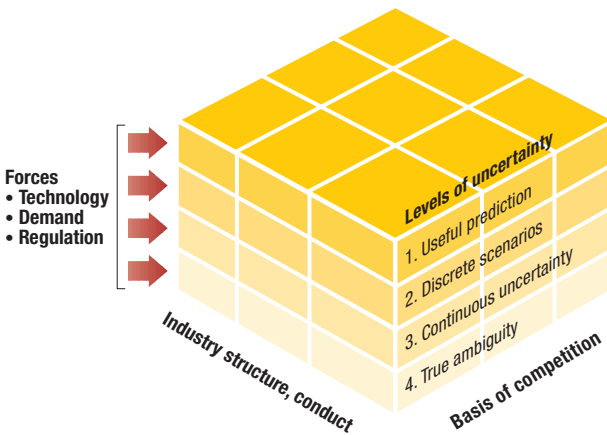 Forces
• Technology
• Demand
• Regulation
Levels of uncertainty
1. Useful prediction
2. Discrete scenarios
3. Continuous uncertainty
4. True ambiguity
Industry structure, conduct
Basis of competition